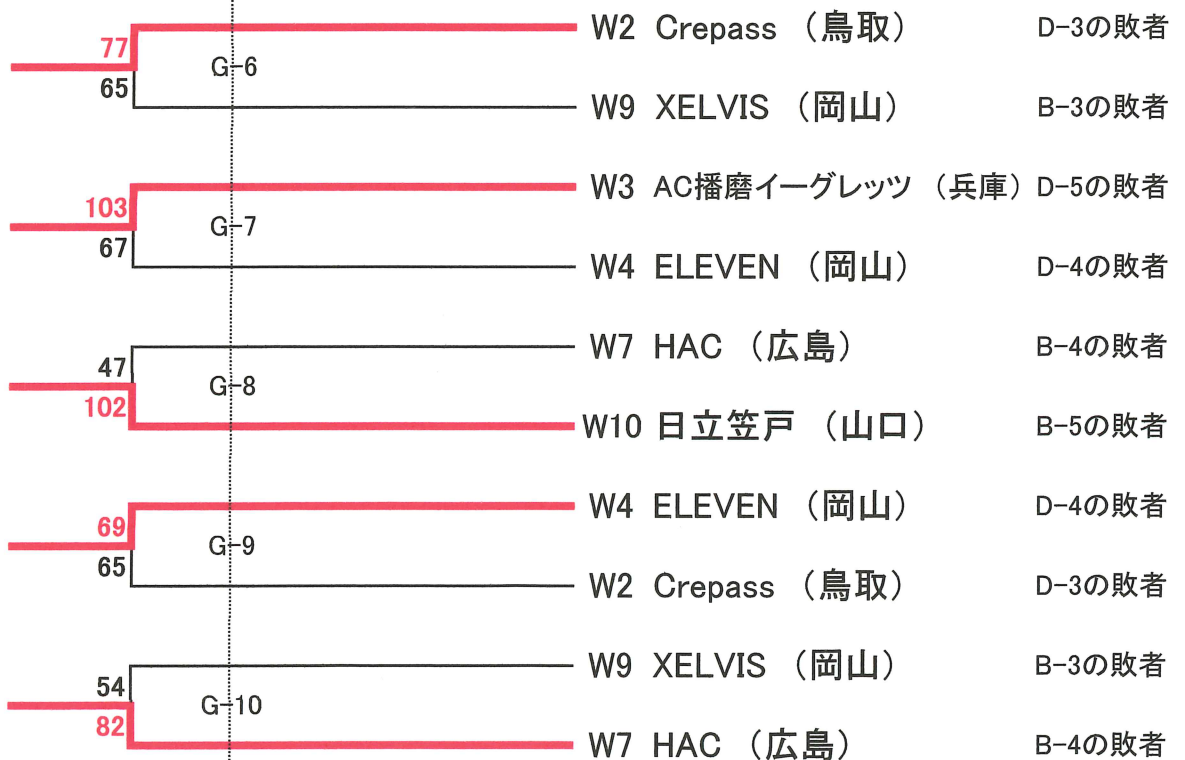 W2 Crepass （鳥取） D-3の敗者
77
G-6
65
W9 XELVIS （岡山） B-3の敗者
W3 AC播磨イーグレッツ （兵庫） D-5の敗者
103
G-7
67
W4 ELEVEN （岡山） D-4の敗者
W7 HAC （広島） B-4の敗者
47
G-8
102
W10 日立笠戸 （山口） B-5の敗者
W4 ELEVEN （岡山） D-4の敗者
69
G-9
65
W2 Crepass （鳥取） D-3の敗者
W9 XELVIS （岡山） B-3の敗者
54
G-10
82
W7 HAC （広島） B-4の敗者